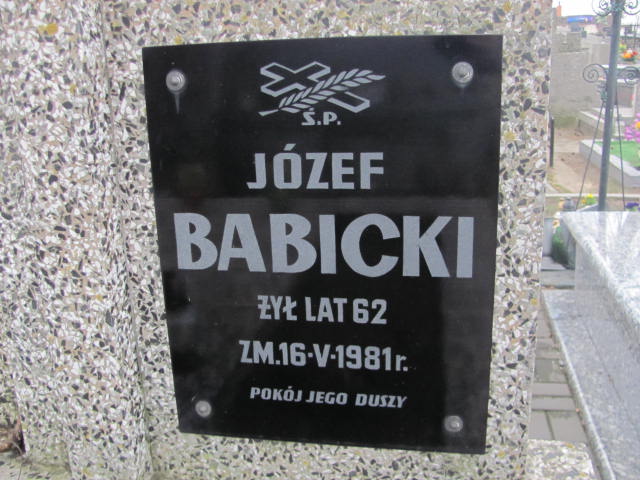 Ś.P.
JÓZEF
BABICKI
ŻYŁ LAT 62
ZM.16·V·1981r.
POKÓJ JEGO DUSZY